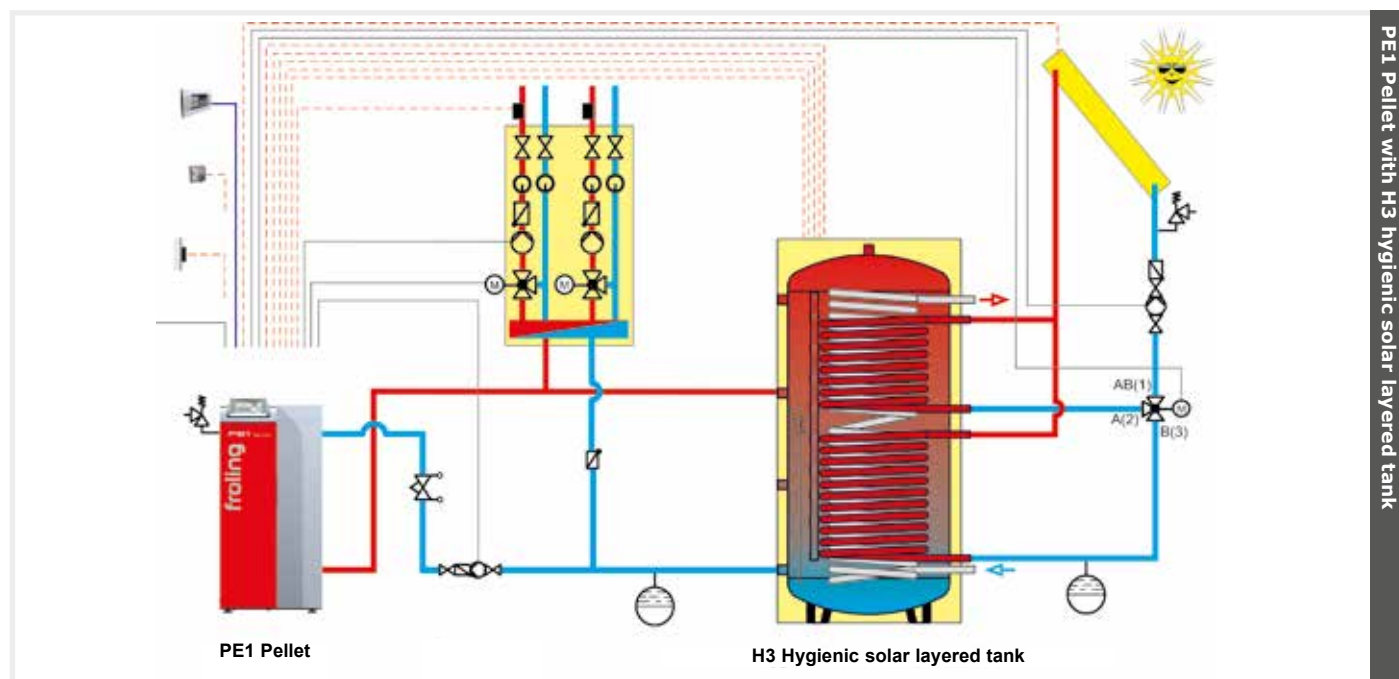 PE1 Pellet with H3 hygienic solar layered tank
M
M
AB(1)
A(2)
M
B(3)
PE1
froling
PE1 Pellet
H3 Hygienic solar layered tank